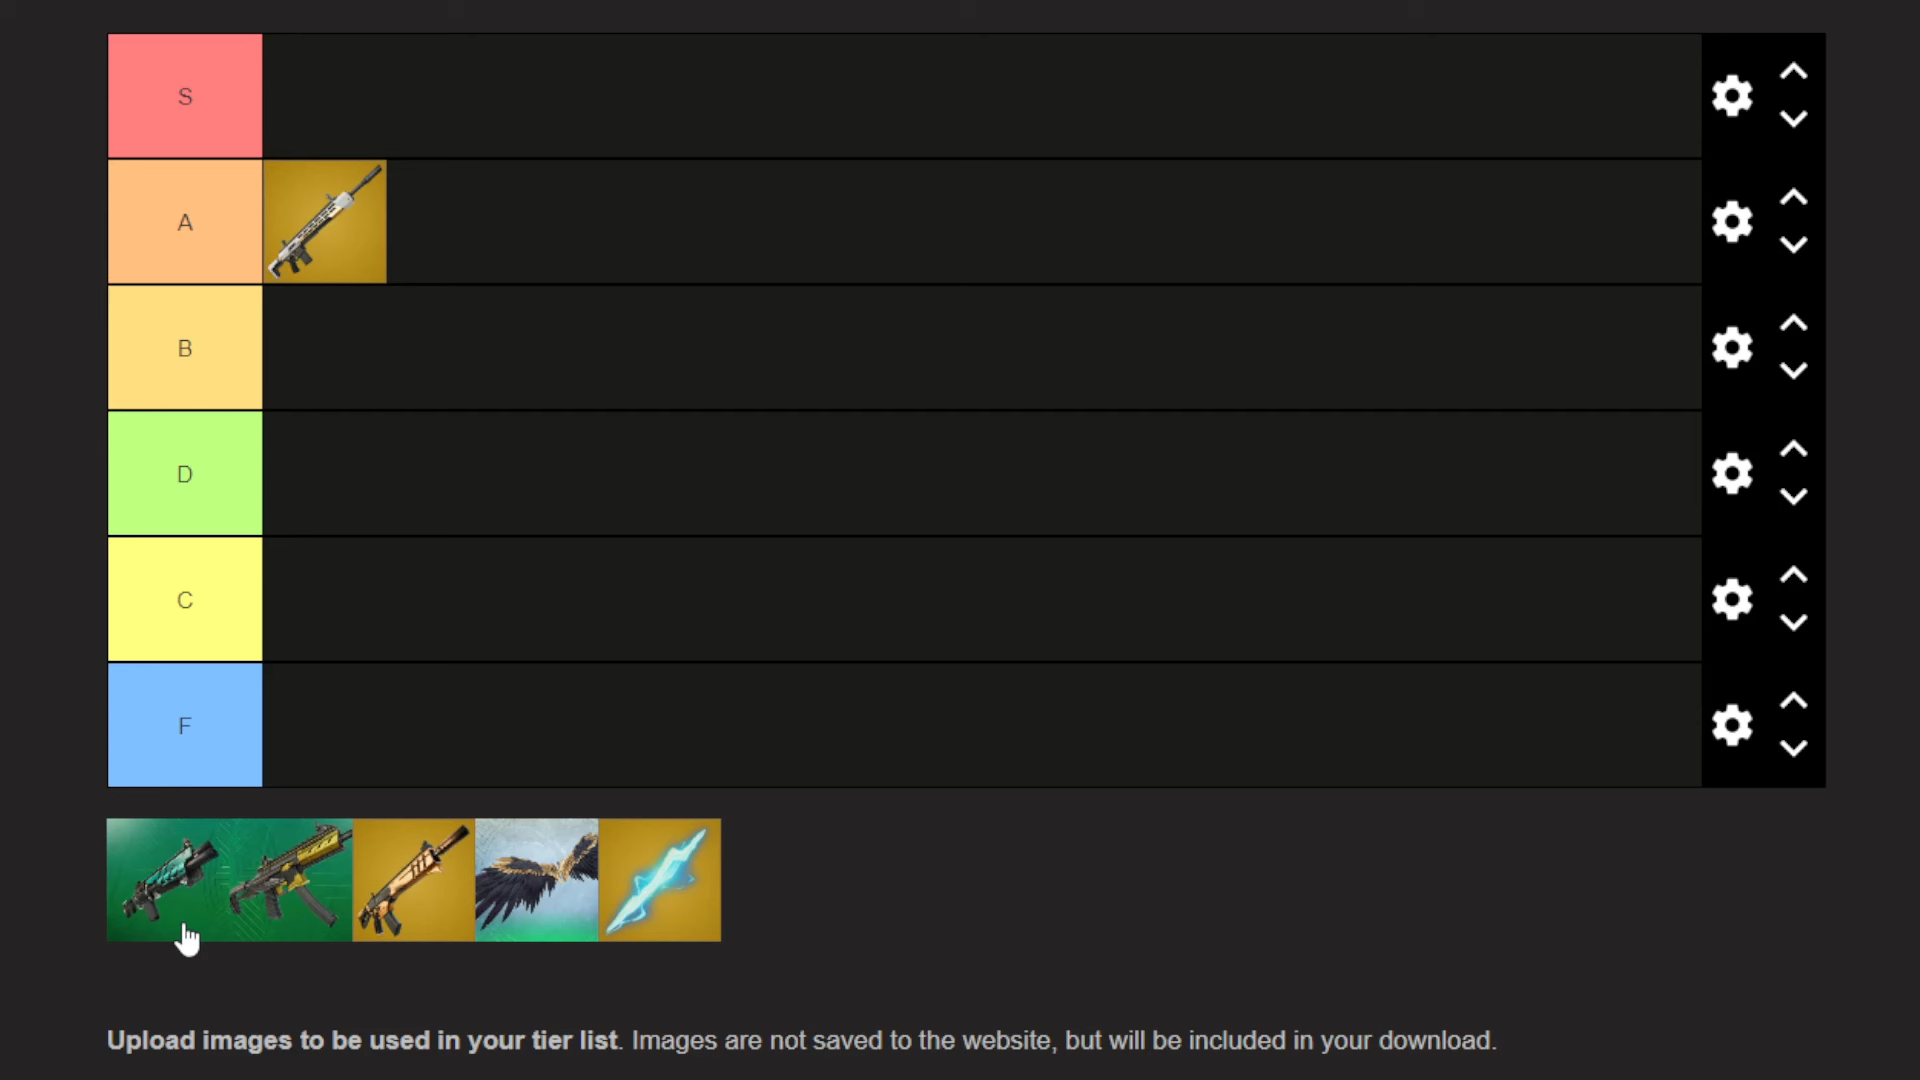 S
A
B
D
C
F
Upload images to be used in your tier list. Images are not saved to the website, but will be included in your download.